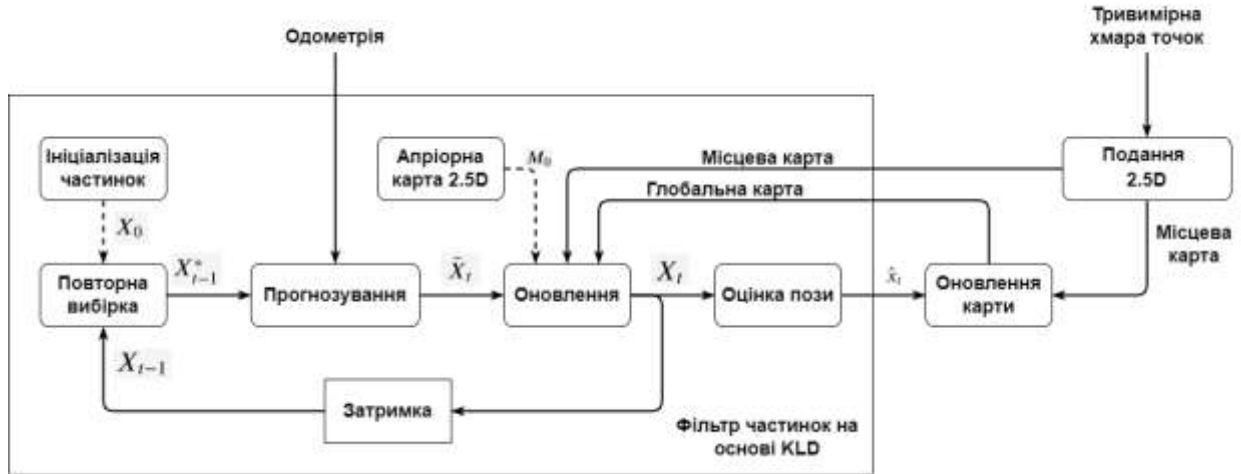 Одометрія
Тривимірна
хмара точок
Ініціалізація
частинок
Апріорна
карта 2.5D
M₀
Місцева карта
Глобальна карта
Подання
2.5D
X₀
Місцева
карта
Повторна
вибірка
X*ₜ₋₁
Прогнозування
X̄ₜ
Оновлення
Xₜ
Оцінка пози
x̂ₜ
Оновлення
карти
Xₜ₋₁
Затримка
Фільтр частинок на
основі KLD